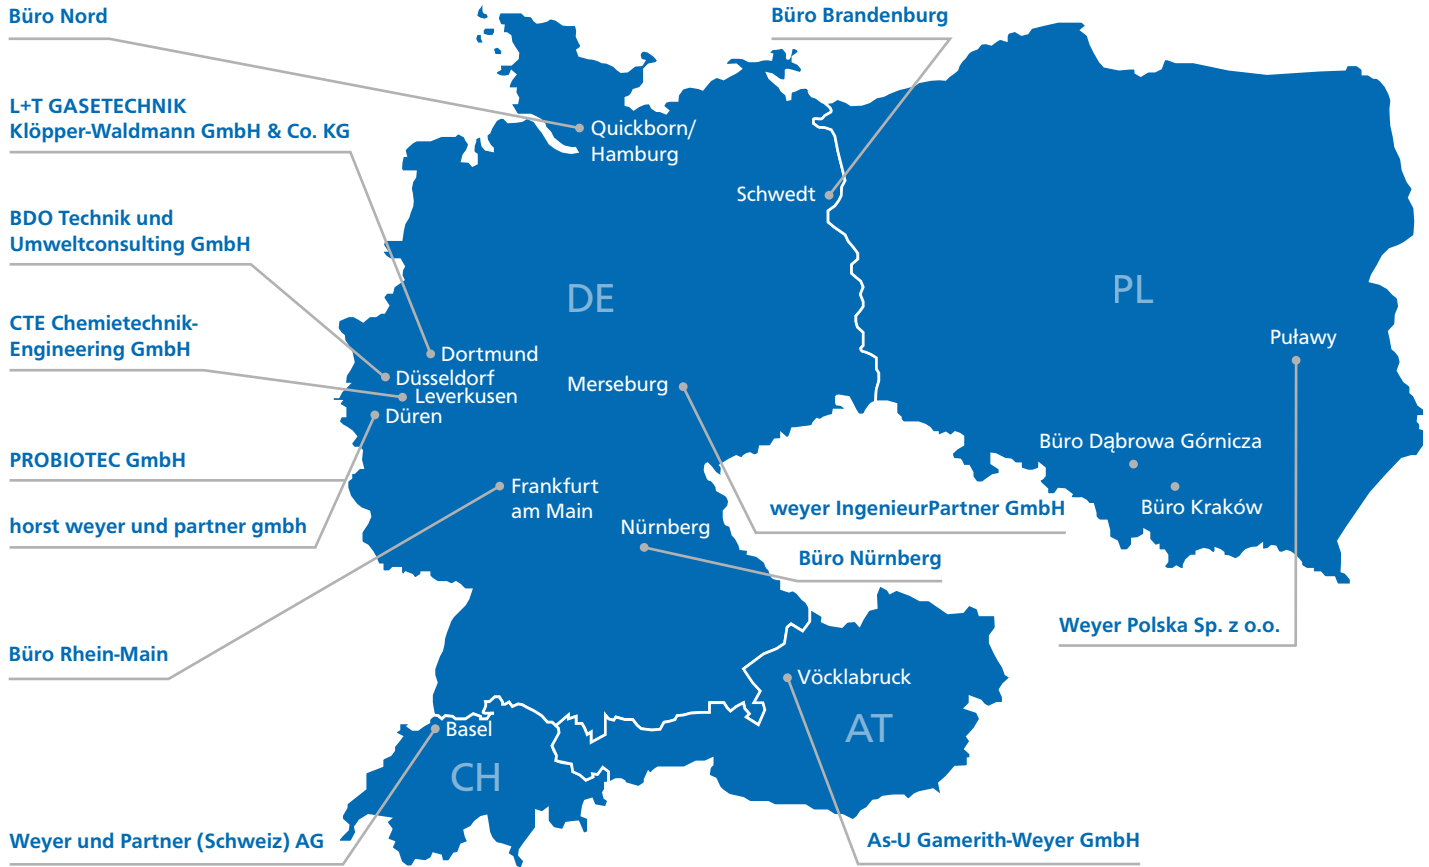 Büro Nord
L+T GASETECHNIK
Klöpper-Waldmann GmbH & Co. KG
BDO Technik und
Umweltconsulting GmbH
CTE Chemietechnik-
Engineering GmbH
PROBIOTEC GmbH
horst weyer und partner gmbh
Büro Rhein-Main
Weyer und Partner (Schweiz) AG
Büro Brandenburg
Quickborn/
Hamburg
Schwedt
DE
PL
Dortmund
Düsseldorf
Leverkusen
Düren
Merseburg
Puławy
Büro Dąbrowa Górnicza
Büro Kraków
Frankfurt
am Main
Nürnberg
weyer IngenieurPartner GmbH
Büro Nürnberg
Weyer Polska Sp. z o.o.
Vöcklabruck
AT
Basel
CH
As-U Gamerith-Weyer GmbH